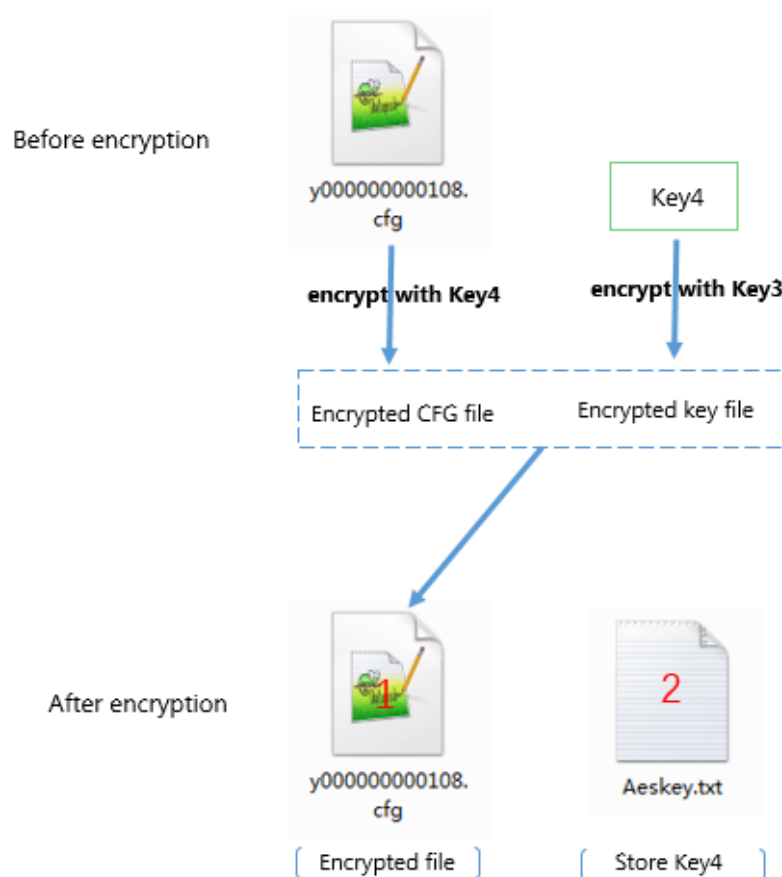 Before encryption
y000000000108.
cfg
Key4
encrypt with Key4
encrypt with Key3
Encrypted CFG file
Encrypted key file
After encryption
1
2
y000000000108.
cfg
Aeskey.txt
Encrypted file
Store Key4